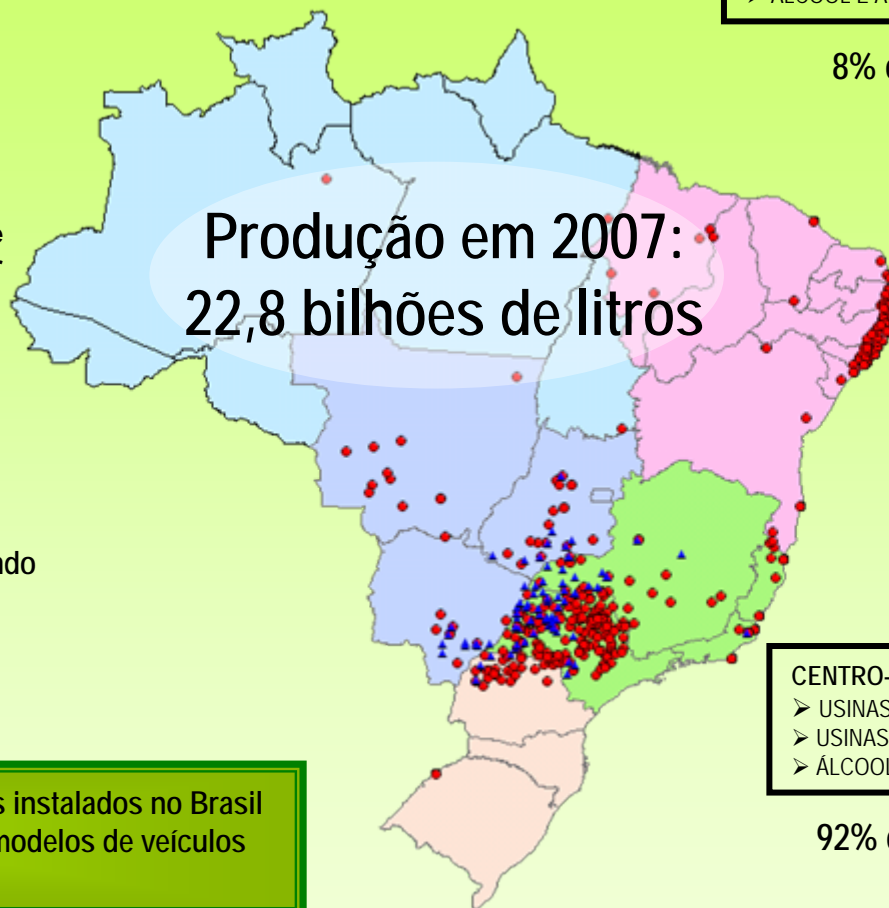 8%
Produção em 2007:
22,8 bilhões de litros
CENTRO-
➢ USINAS
➢ USINAS
➢ ÁLCOOL
92%
instalados no Brasil
modelos de veículos